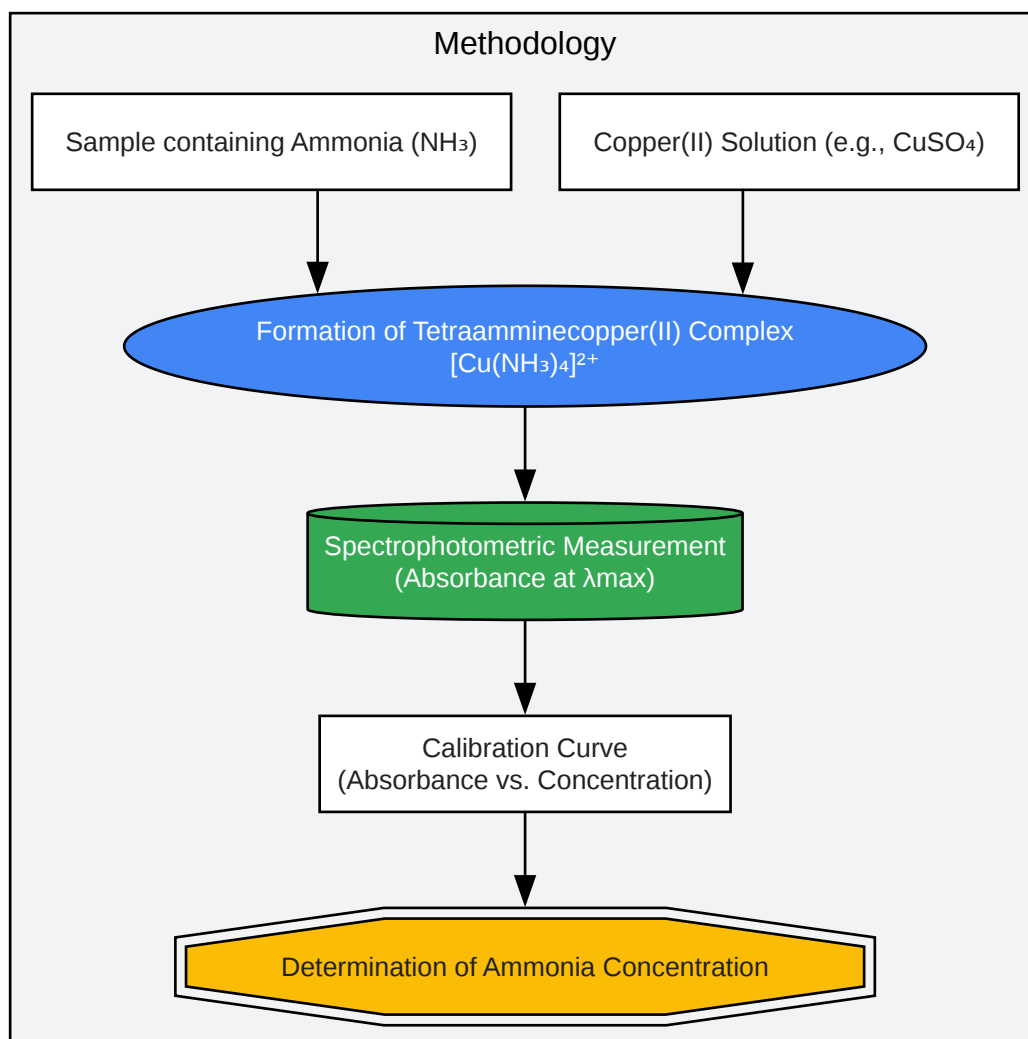 Methodology
Sample containing Ammonia (NH₃)
Copper(II) Solution (e.g., CuSO₄)
Formation of Tetraamminecopper(II) Complex
[Cu(NH₃)₄]²⁺
Spectrophotometric Measurement
(Absorbance at λmax)
Calibration Curve
(Absorbance vs. Concentration)
Determination of Ammonia Concentration